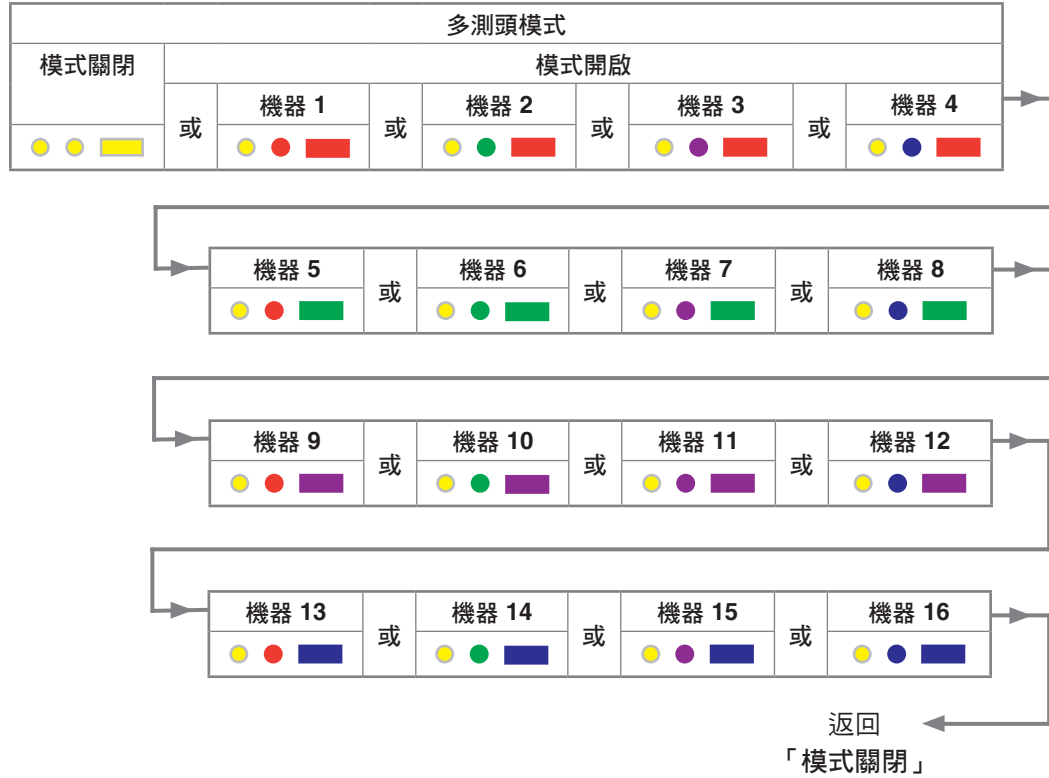 多測頭模式
模式關閉
模式開啟
或
機器 1
或
機器 2
或
機器 3
或
機器 4
機器 5
或
機器 6
或
機器 7
或
機器 8
機器 9
或
機器 10
或
機器 11
或
機器 12
機器 13
或
機器 14
或
機器 15
或
機器 16
返回
「模式關閉」